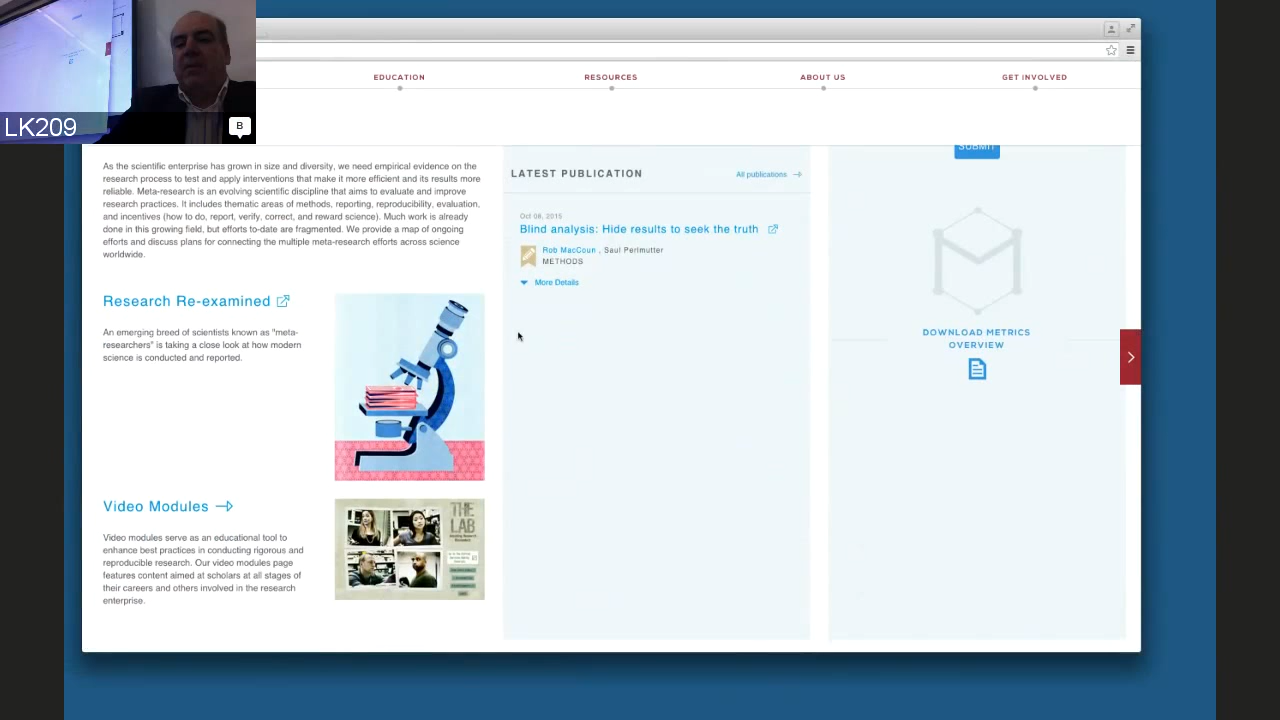 LK209
B
EDUCATION
RESOURCES
ABOUT US
GET INVOLVED
As the scientific enterprise has grown in size and diversity, we need empirical evidence on the
research process to test and apply interventions that make it more efficient and its results more
reliable. Meta-research is an evolving scientific discipline that aims to evaluate and improve
research practices. It includes thematic areas of methods, reporting, reproducibility, evaluation,
and incentives (how to do, report, verify, correct, and reward science). Much work is already
done in this growing field, but efforts to-date are fragmented. We provide a map of ongoing
efforts and discuss plans for connecting the multiple meta-research efforts across science
worldwide.
Research Re-examined
An emerging breed of scientists known as "meta-
researchers" is taking a close look at how modern
science is conducted and reported.
Video Modules
Video modules serve as an educational tool to
enhance best practices in conducting rigorous and
reproducible research. Our video modules page
features content aimed at scholars at all stages of
their careers and others involved in the research
enterprise.
THE
LAB
LATEST PUBLICATION
All publications
Oct 08, 2015
Blind analysis: Hide results to seek the truth
Rob MacCoun , Saul Perlmutter
METHODS
More Details
SUBMIT
DOWNLOAD METRICS
OVERVIEW